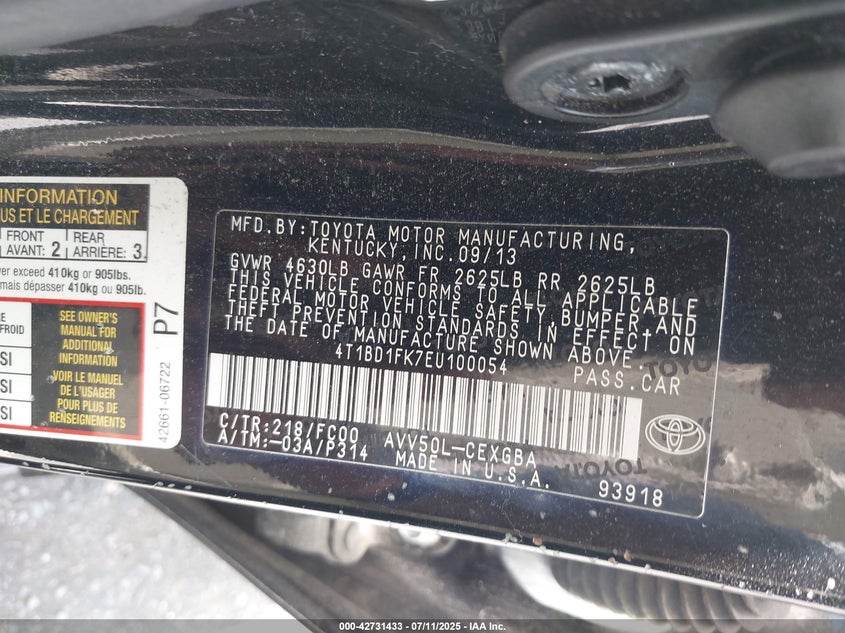 INFORMATION
US ET LE CHARGEMENT
FRONT
AVANT: 2
REAR
ARRIÈRE: 3
ver exceed 410kg or 905lbs.
mais dépasser 410kg ou 905lb.
RE
FROID
SI
SI
SI
SEE OWNER'S
MANUAL FOR
ADDITIONAL
INFORMATION
VOIR LE MANUEL
DE L'USAGER
POUR PLUS DE
RENSEIGNEMENTS
P7
42661-06722
MFD.BY:TOYOTA MOTOR MANUFACTURING,
KENTUCKY, INC.09/13
GVWR 4630LB GAWR FR 2625LB RR 2625LB
THIS VEHICLE CONFORMS TO ALL APPLICABLE
FEDERAL MOTOR VEHICLE SAFETY, BUMPER, AND
THEFT PREVENTION STANDARDS IN EFFECT ON
THE DATE OF MANUFACTURE SHOWN ABOVE.
4T1BD1FK7EU100054
PASS.CAR
C/TR:218/FC00 AVV50L-CEXGBA
A/TM:-03A/P314 MADE IN U.S.A.
93918
TOYOTA
TOYOTA
000-42731433 - 07/11/2025 - IAA Inc.